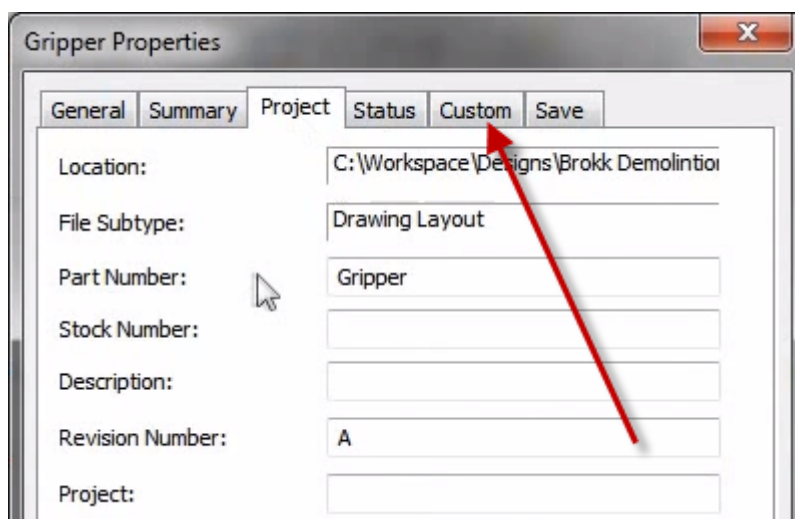 Gripper Properties
General Summary Project Status Custom Save
Location: C:\Workspace\Designs\Brokk Demolintion
File Subtype: Drawing Layout
Part Number: Gripper
Stock Number:
Description:
Revision Number: A
Project: